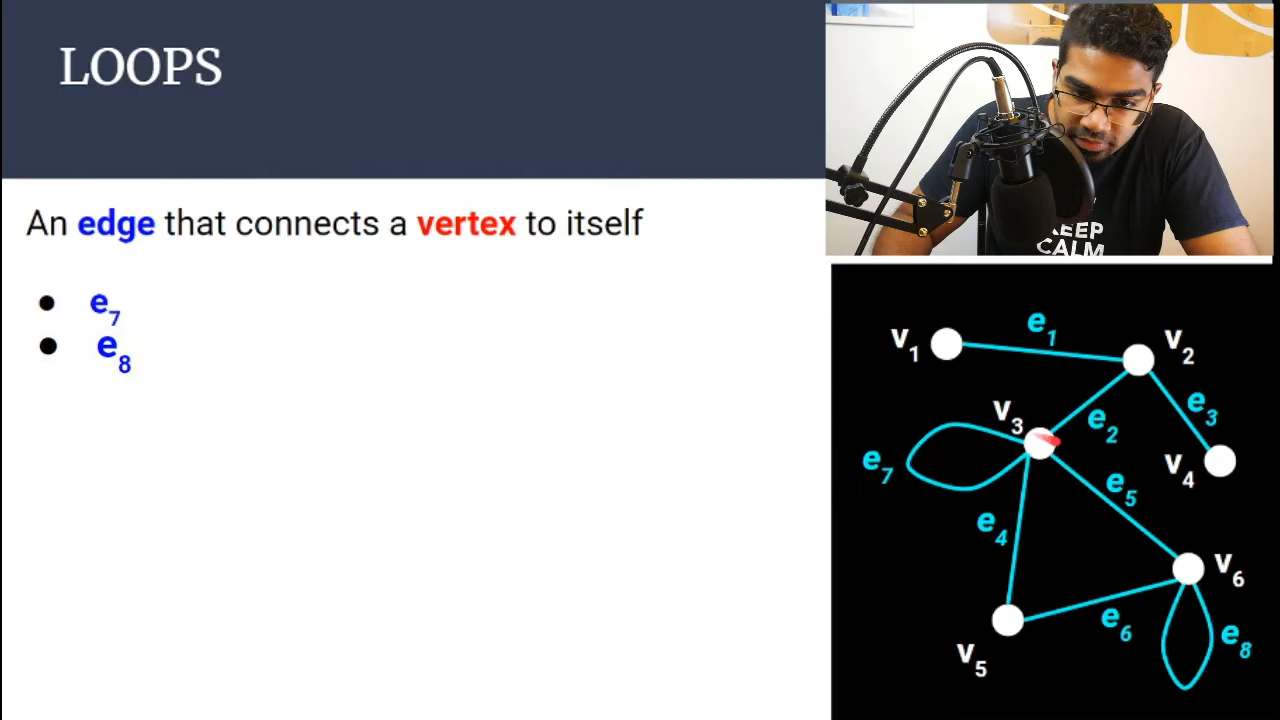 LOOPS
An edge that connects a vertex to itself
● e₇
● e₈
KEEP
CALM
v₁
e₁
v₂
v₃
e₂
e₃
e₇
v₄
e₅
e₄
v₆
e₆
e₈
v₅